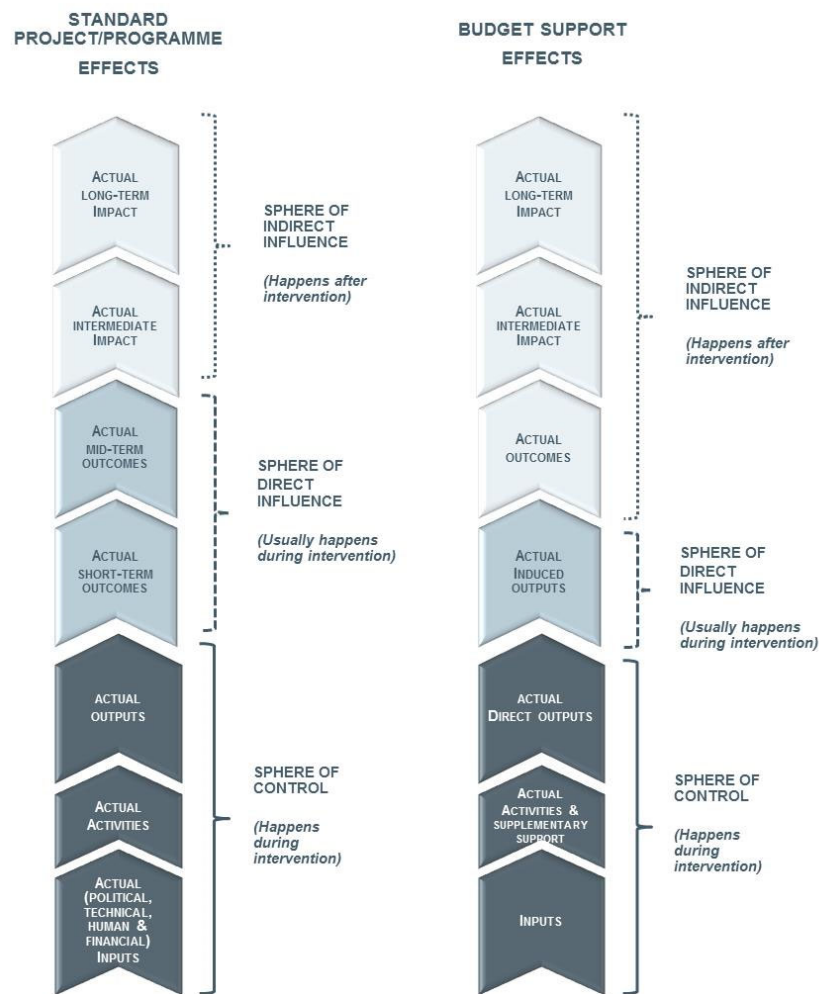 STANDARD
PROJECT/PROGRAMME
EFFECTS
ACTUAL
LONG-TERM
IMPACT
ACTUAL
INTERMEDIATE
IMPACT
SPHERE OF
INDIRECT
INFLUENCE
(Happens after
intervention)
ACTUAL
MID-TERM
OUTCOMES
ACTUAL
SHORT-TERM
OUTCOMES
SPHERE OF
DIRECT
INFLUENCE
(Usually happens
during intervention)
ACTUAL
OUTPUTS
ACTUAL
ACTIVITIES
ACTUAL
(POLITICAL,
TECHNICAL,
HUMAN &
FINANCIAL)
INPUTS
SPHERE OF
CONTROL
(Happens
during
intervention)
BUDGET SUPPORT
EFFECTS
ACTUAL
LONG-TERM
IMPACT
ACTUAL
INTERMEDIATE
IMPACT
ACTUAL
OUTCOMES
SPHERE OF
INDIRECT
INFLUENCE
(Happens after
intervention)
ACTUAL
INDUCED
OUTPUTS
SPHERE OF
DIRECT
INFLUENCE
(Usually happens
during intervention)
ACTUAL
DIRECT OUTPUTS
ACTUAL
ACTIVITIES &
SUPPLEMENTARY
SUPPORT
INPUTS
SPHERE OF
CONTROL
(Happens
during
intervention)